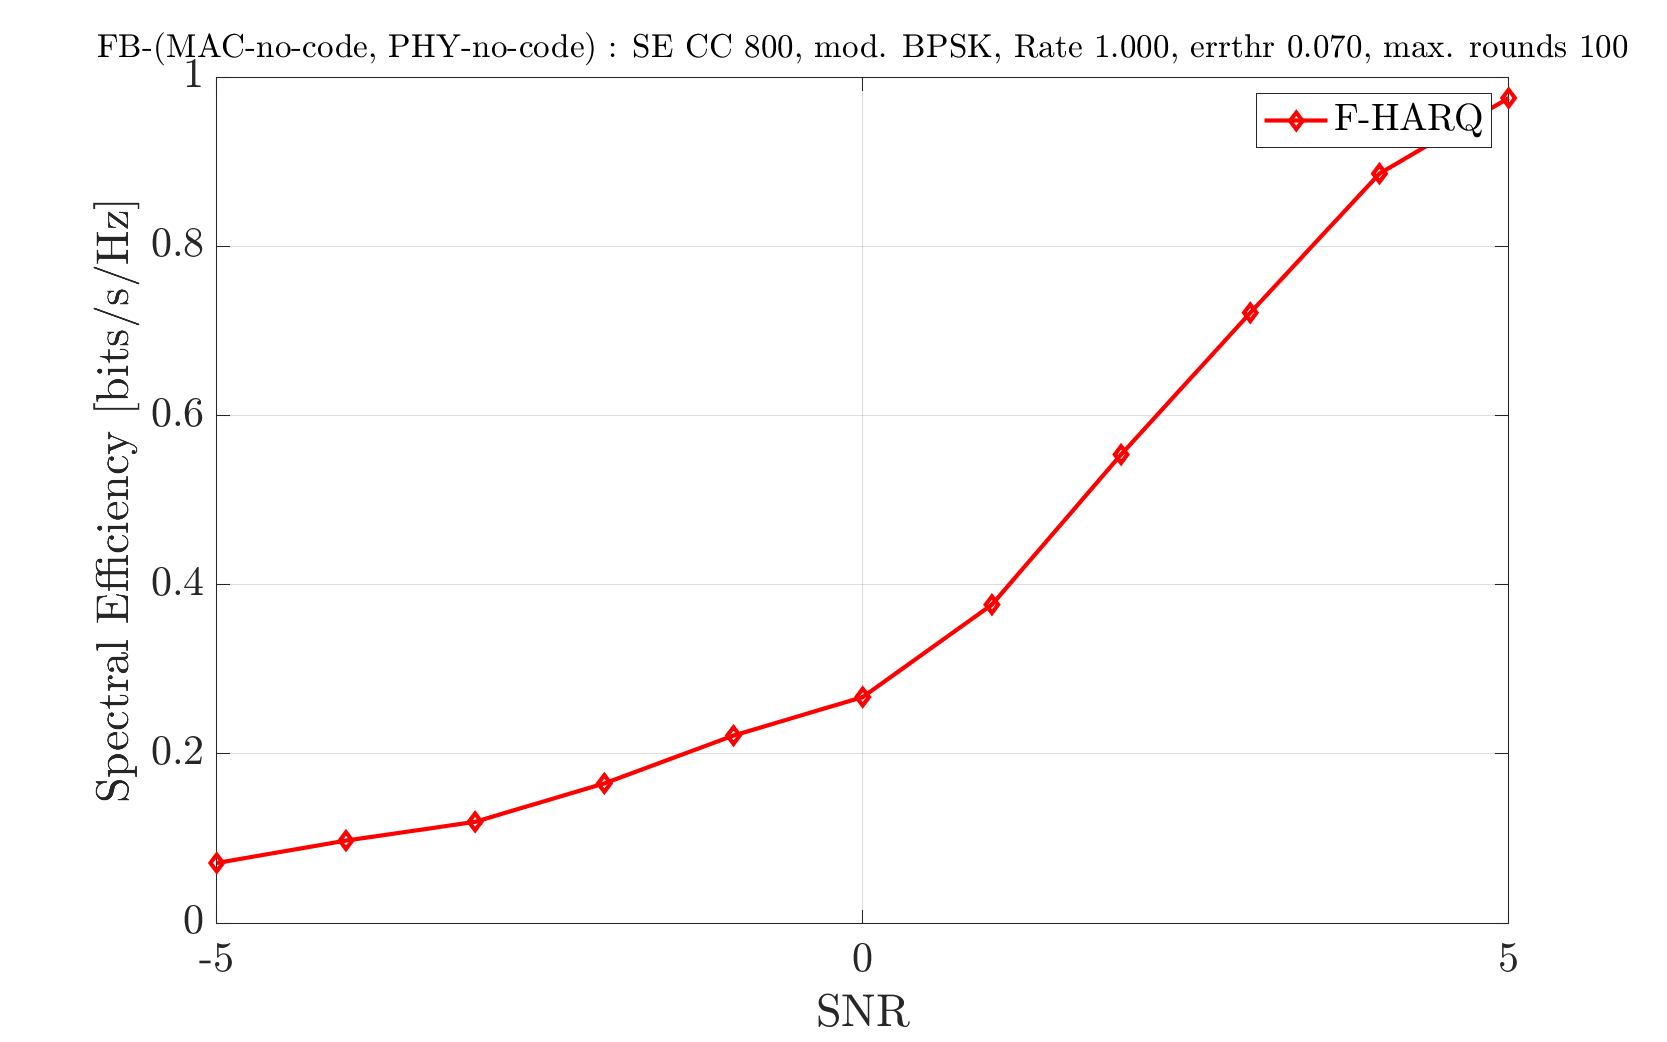 FB-(MAC-no-code, PHY-no-code) : SE CC 800, mod. BPSK, Rate 1.000, errthr 0.070, max. rounds 100
1
F-HARQ
0.8
0.6
0.4
0.2
0
Spectral Efficiency [bits/s/Hz]
-5
0
5
SNR